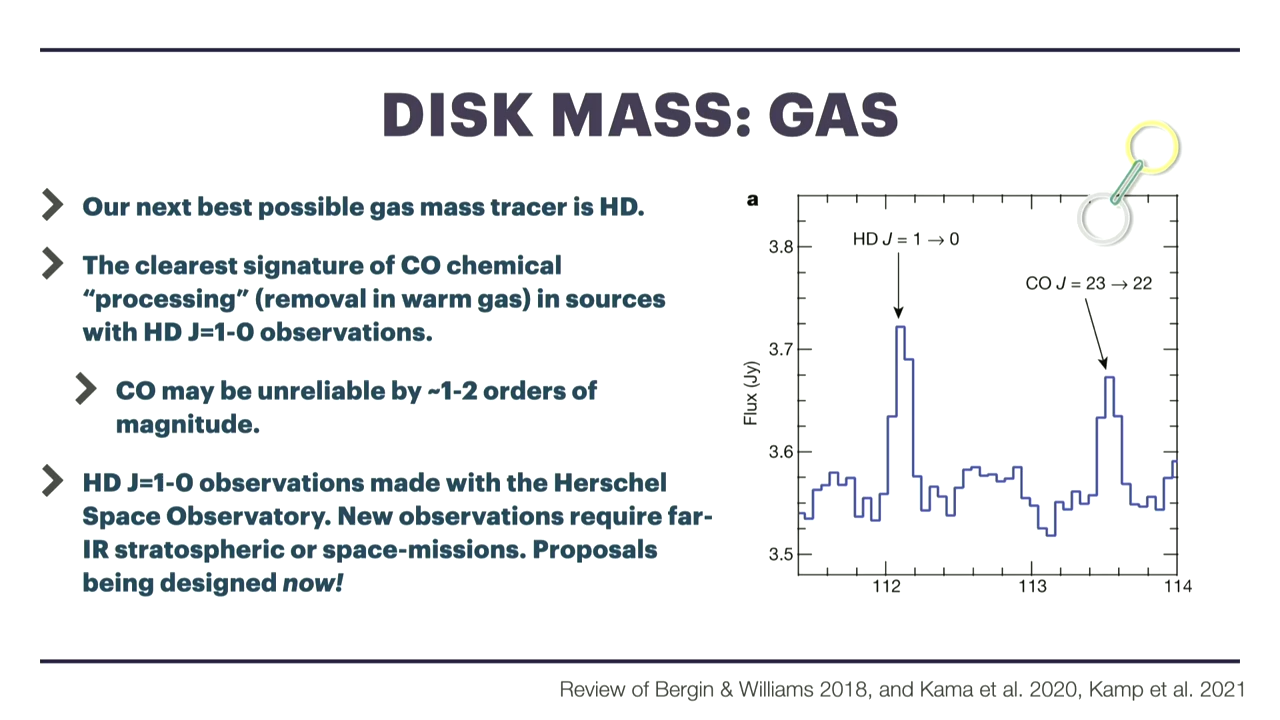 DISK MASS: GAS
Our next best possible gas mass tracer is HD.
The clearest signature of CO chemical
“processing” (removal in warm gas) in sources
with HD J=1-0 observations.
CO may be unreliable by ~1-2 orders of
magnitude.
HD J=1-0 observations made with the Herschel
Space Observatory. New observations require far-
IR stratospheric or space-missions. Proposals
being designed now!
a
HD J = 1 → 0
CO J = 23 → 22
Flux (Jy)
3.8
3.7
3.6
3.5
112
113
114
Review of Bergin & Williams 2018, and Kama et al. 2020, Kamp et al. 2021